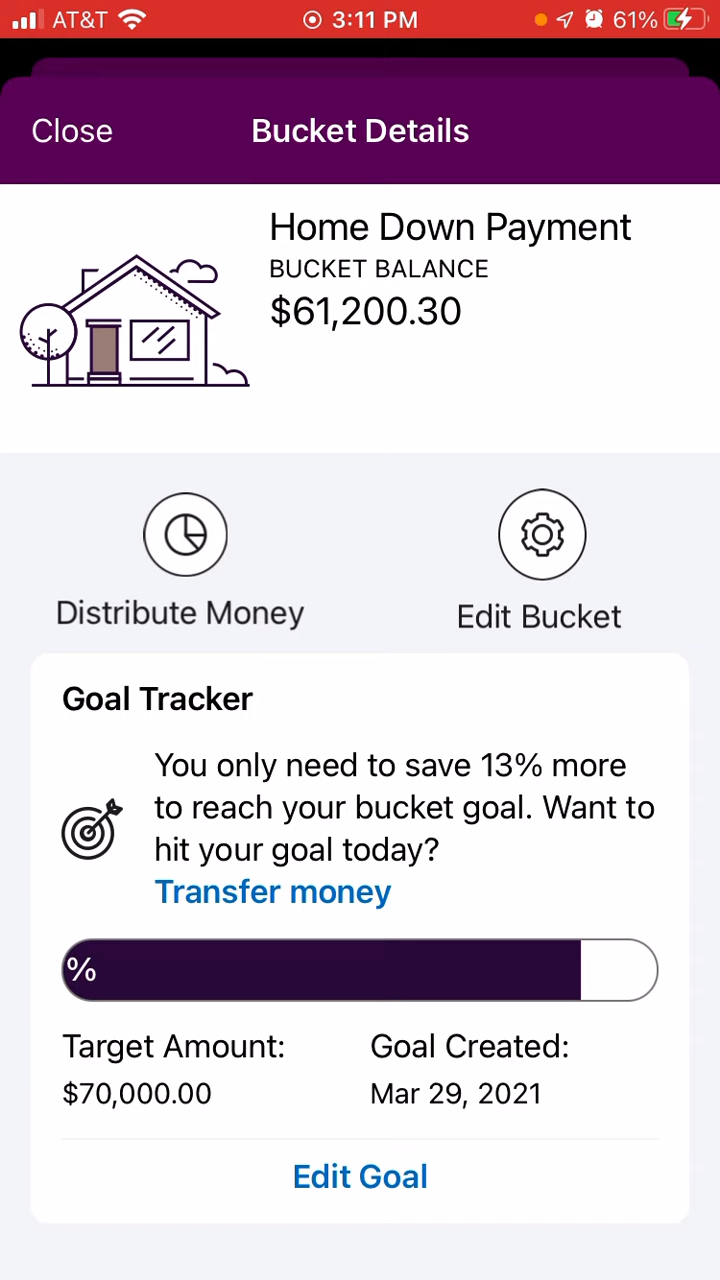 AT&T 3:11 PM 61%
Close Bucket Details
Home Down Payment
BUCKET BALANCE
$61,200.30
Distribute Money Edit Bucket
Goal Tracker
You only need to save 13% more
to reach your bucket goal. Want to
hit your goal today?
Transfer money
%
Target Amount: Goal Created:
$70,000.00 Mar 29, 2021
Edit Goal